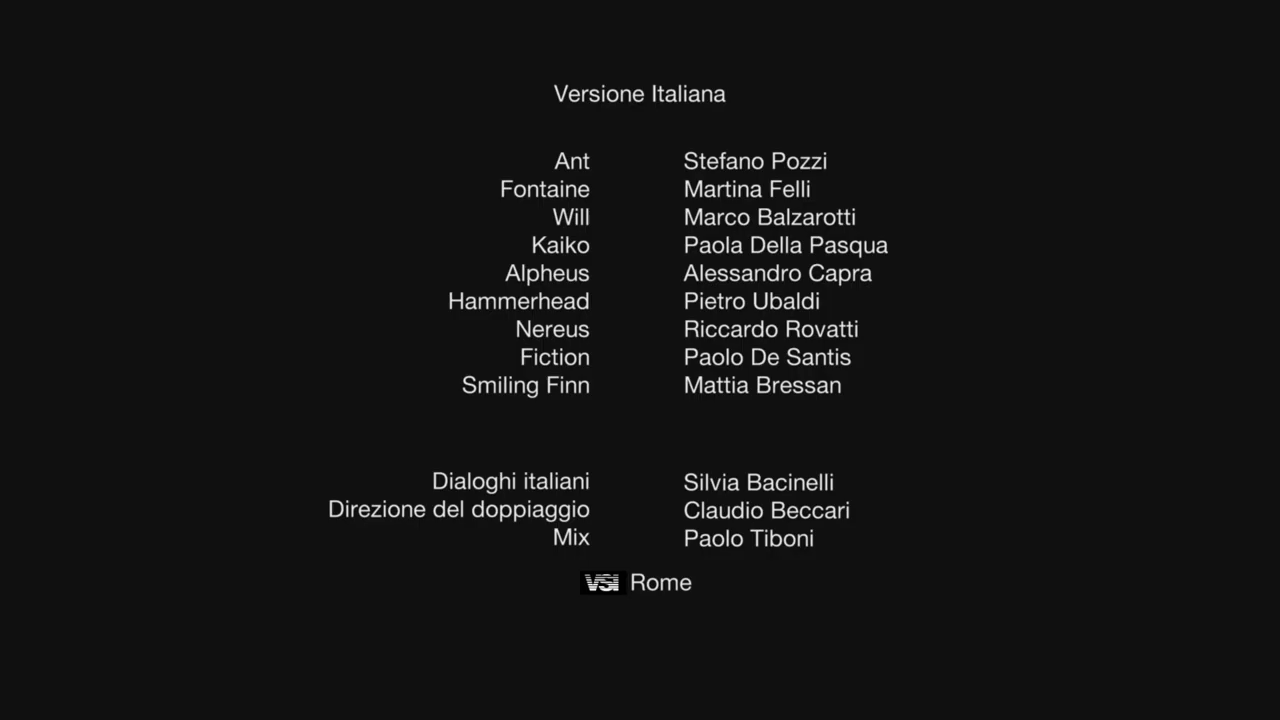 Versione Italiana
Ant Stefano Pozzi
Fontaine Martina Felli
Will Marco Balzarotti
Kaiko Paola Della Pasqua
Alpheus Alessandro Capra
Hammerhead Pietro Ubaldi
Nereus Riccardo Rovatti
Fiction Paolo De Santis
Smiling Finn Mattia Bressan
Dialoghi italiani Silvia Bacinelli
Direzione del doppiaggio Claudio Beccari
Mix Paolo Tiboni
VSI Rome